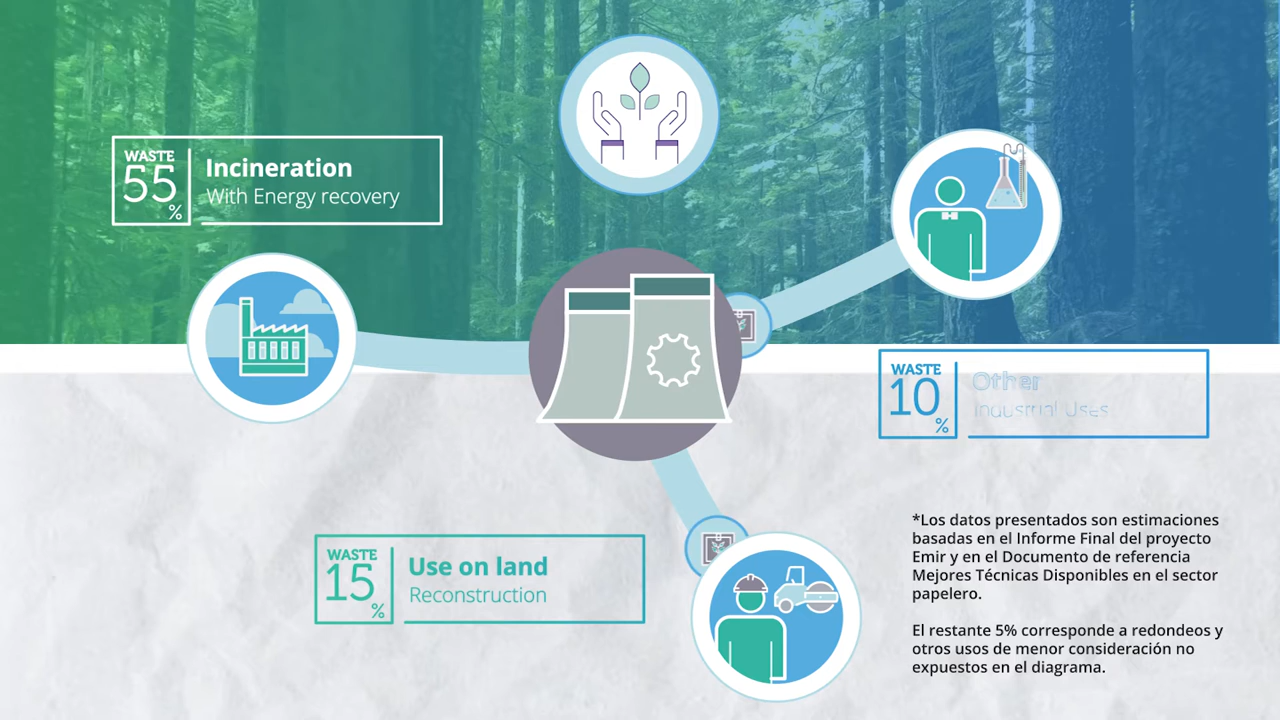 WASTE
55
%
Incineration
With Energy recovery
WASTE
10
%
Other
Industrial Uses
WASTE
15
%
Use on land
Reconstruction
*Los datos presentados son estimaciones
basadas en el Informe Final del proyecto
Emir y en el Documento de referencia
Mejores Técnicas Disponibles en el sector
papelero.
El restante 5% corresponde a redondeos y
otros usos de menor consideración no
expuestos en el diagrama.